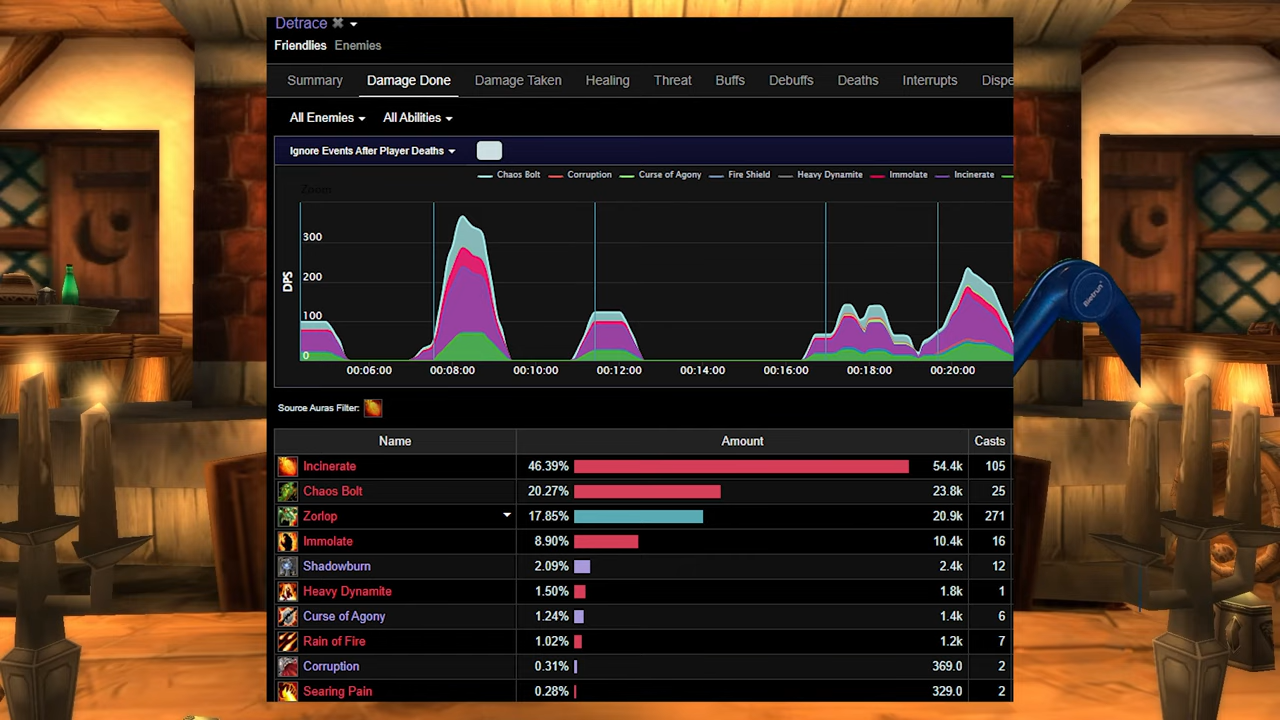 Detrace
Friendlies Enemies
Summary Damage Done Damage Taken Healing Threat Buffs Debuffs Deaths Interrupts Dispe
All Enemies All Abilities
Ignore Events After Player Deaths
Zoom
Chaos Bolt Corruption Curse of Agony Fire Shield Heavy Dynamite Immolate Incinerate
DPS
300
200
100
0
00:06:00 00:08:00 00:10:00 00:12:00 00:14:00 00:16:00 00:18:00 00:20:00
Bietrun
Source Auras Filter:
Name Amount Casts
Incinerate 46.39% 54.4k 105
Chaos Bolt 20.27% 23.8k 25
Zorlop 17.85% 20.9k 271
Immolate 8.90% 10.4k 16
Shadowburn 2.09% 2.4k 12
Heavy Dynamite 1.50% 1.8k 1
Curse of Agony 1.24% 1.4k 6
Rain of Fire 1.02% 1.2k 7
Corruption 0.31% 369.0 2
Searing Pain 0.28% 329.0 2